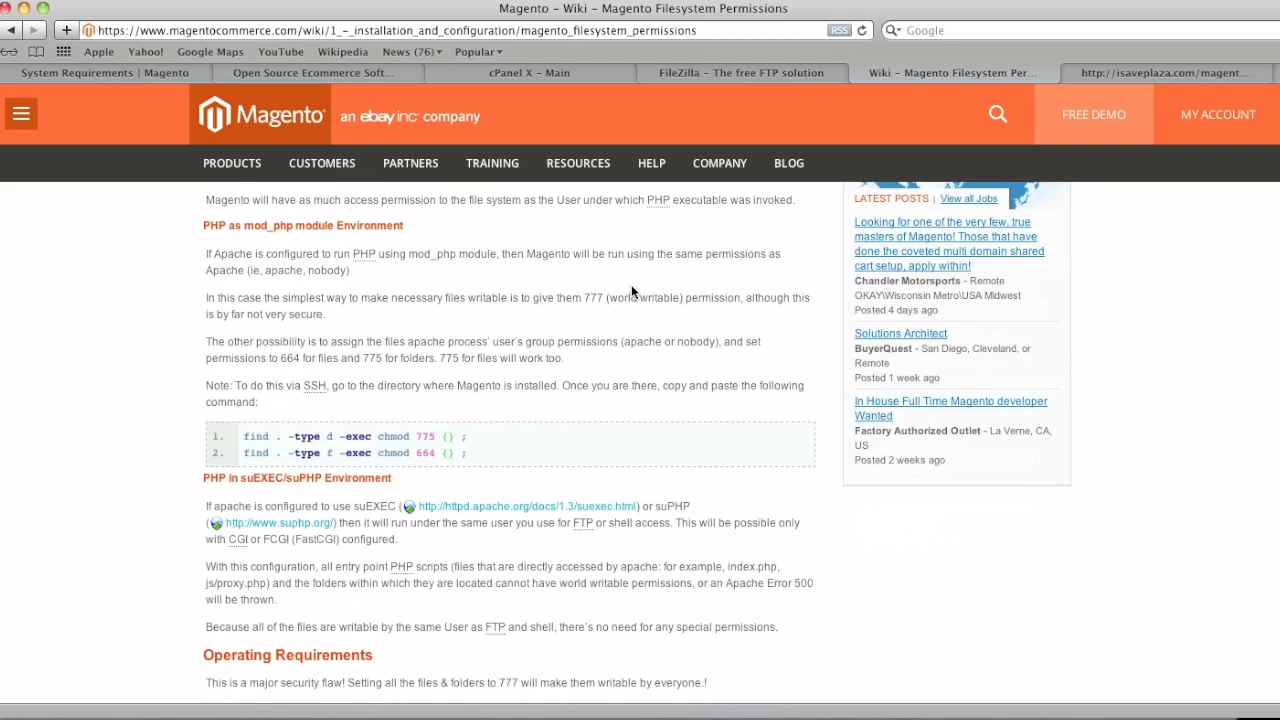 Magento - Wiki - Magento Filesystem Permissions
https://www.magentocommerce.com/wiki/1_-_installation_and_configuration/magento_filesystem_permissions
RSS
Google
Apple Yahoo! Google Maps YouTube Wikipedia News (76)▾ Popular▾
System Requirements | Magento
Open Source Ecommerce Soft...
cPanel X - Main
FileZilla - The free FTP solution
Wiki - Magento Filesystem Per...
http://isaveplaza.com/magent...
Magento an ebay inc company
FREE DEMO
MY ACCOUNT
PRODUCTS CUSTOMERS PARTNERS TRAINING RESOURCES HELP COMPANY BLOG
Magento will have as much access permission to the file system as the User under which PHP executable was invoked.
PHP as mod_php module Environment
If Apache is configured to run PHP using mod_php module, then Magento will be run using the same permissions as
Apache (ie, apache, nobody)
In this case the simplest way to make necessary files writable is to give them 777 (world writable) permission, although this
is by far not very secure.
The other possibility is to assign the files apache process' user's group permissions (apache or nobody), and set
permissions to 664 for files and 775 for folders. 775 for files will work too.
Note: To do this via SSH, go to the directory where Magento is installed. Once you are there, copy and paste the following
command:
1. find . -type d -exec chmod 775 {} ;
2. find . -type f -exec chmod 664 {} ;
PHP in suEXEC/suPHP Environment
If apache is configured to use suEXEC (http://httpd.apache.org/docs/1.3/suexec.html) or suPHP
(http://www.suphp.org/) then it will run under the same user you use for FTP or shell access. This will be possible only
with CGI or FCGI (FastCGI) configured.
With this configuration, all entry point PHP scripts (files that are directly accessed by apache: for example, index.php,
js/proxy.php) and the folders within which they are located cannot have world writable permissions, or an Apache Error 500
will be thrown.
Because all of the files are writable by the same User as FTP and shell, there's no need for any special permissions.
Operating Requirements
This is a major security flaw! Setting all the files & folders to 777 will make them writable by everyone.!
LATEST POSTS | View all Jobs
Looking for one of the very few, true
masters of Magento! Those that have
done the coveted multi domain shared
cart setup, apply within!
Chandler Motorsports - Remote
OKAY\Wisconsin Metro\USA Midwest
Posted 4 days ago
Solutions Architect
BuyerQuest - San Diego, Cleveland, or
Remote
Posted 1 week ago
In House Full Time Magento developer
Wanted
Factory Authorized Outlet - La Verne, CA,
US
Posted 2 weeks ago